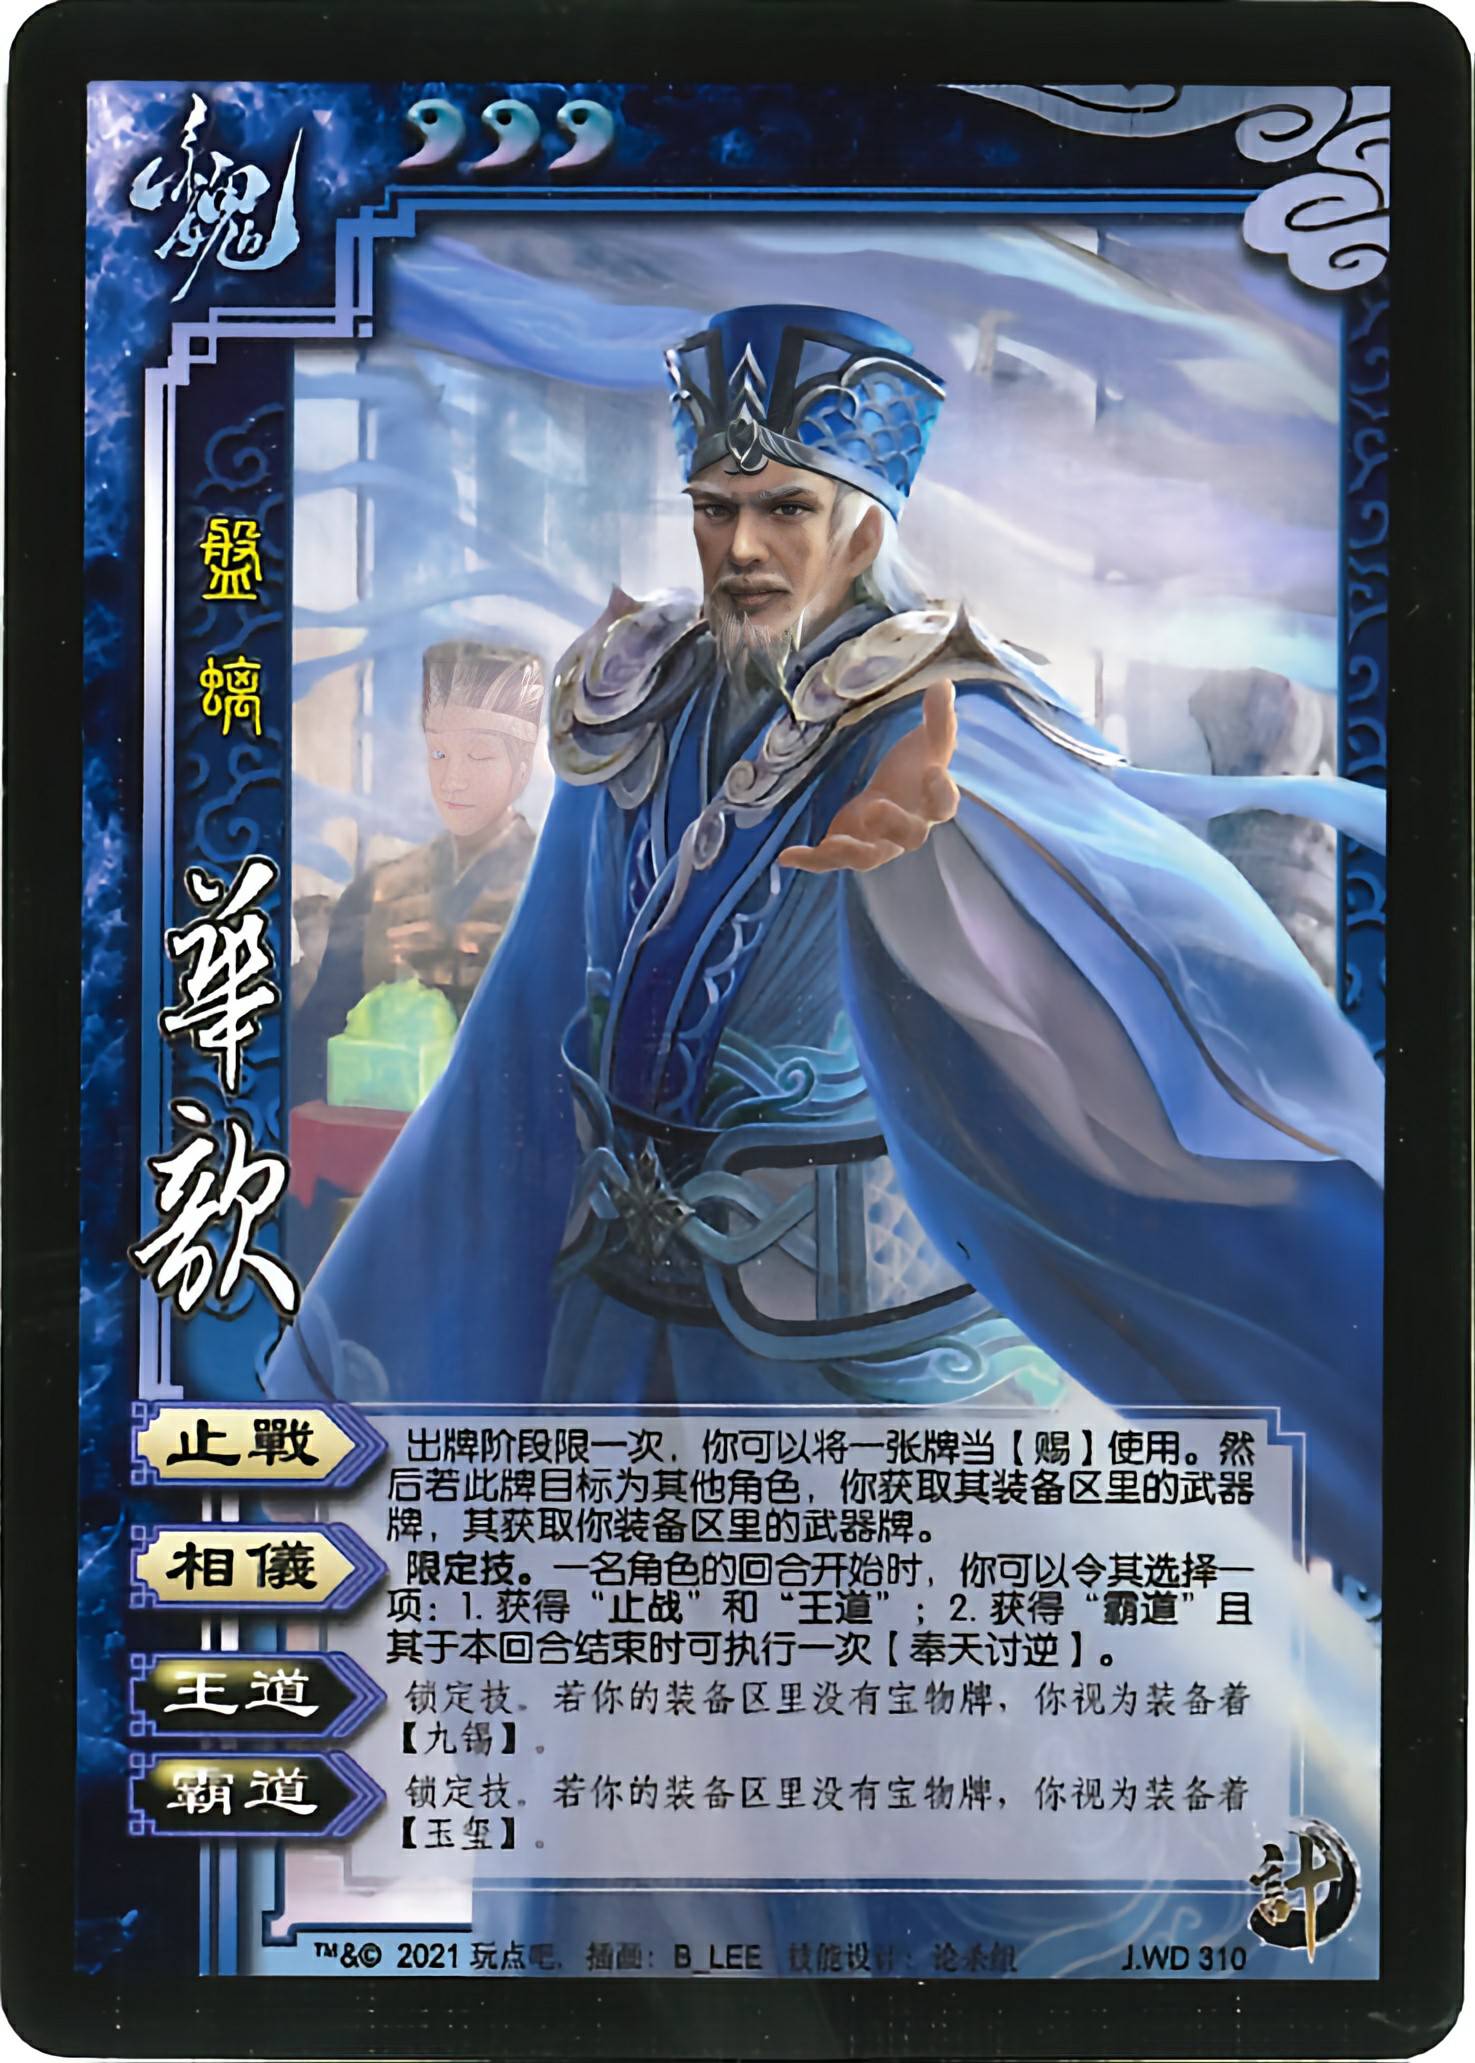 魏
盤螭
華歆
止戰
出牌阶段限一次，你可以将一张牌当【赐】使用。然
后若此牌目标为其他角色，你获取其装备区里的武器
牌，其获取你装备区里的武器牌。
相儀
限定技。一名角色的回合开始时，你可以令其选择一
项：1. 获得“止战”和“王道”；2. 获得“霸道”且
其于本回合结束时可执行一次【奉天讨逆】。
王道
锁定技。若你的装备区里没有宝物牌，你视为装备着
【九锡】。
霸道
锁定技。若你的装备区里没有宝物牌，你视为装备着
【玉玺】。
計
™&© 2021 玩点吧. 插画：B_LEE 技能设计：论杀组 J.WD 310